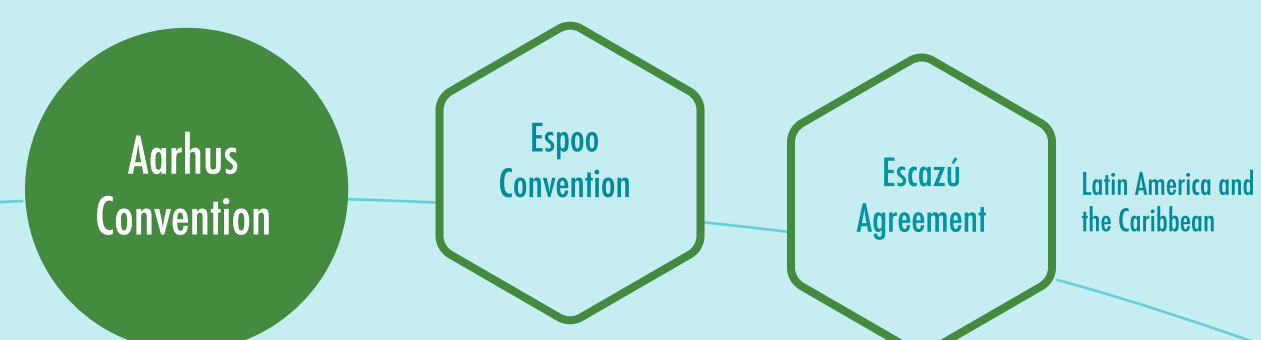 Aarhus
Convention
Espoo
Convention
Escazú
Agreement
Latin America and
the Caribbean